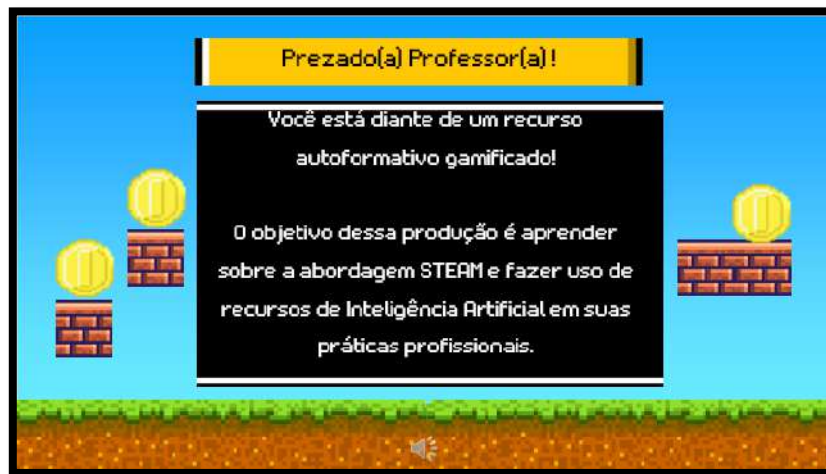 Prezado(a) Professor(a)!
Você está diante de um recurso
autoformativo gamificado!
O objetivo dessa produção é aprender
sobre a abordagem STEAM e fazer uso de
recursos de Inteligência Artificial em suas
práticas profissionais.